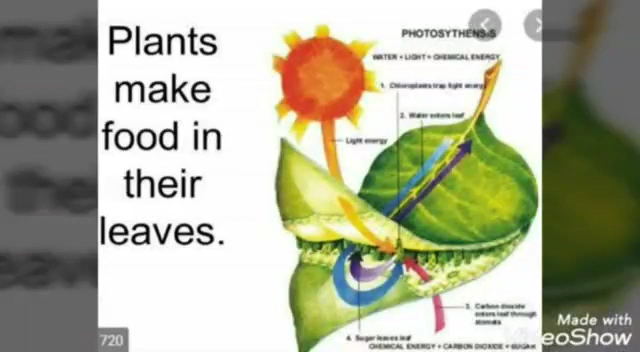 Plants
make
food in
their
leaves.
PHOTOSYTHENSIS
WATER + LIGHT = CHEMICAL ENERGY
1. Chloroplasts trap light energy
2. Water enters leaf
Light energy
3. Carbon dioxide
enters leaf through
stomata
4. Sugar leaves leaf
CHEMICAL ENERGY + CARBON DIOXIDE = SUGAR
720
Made with
VideoShow